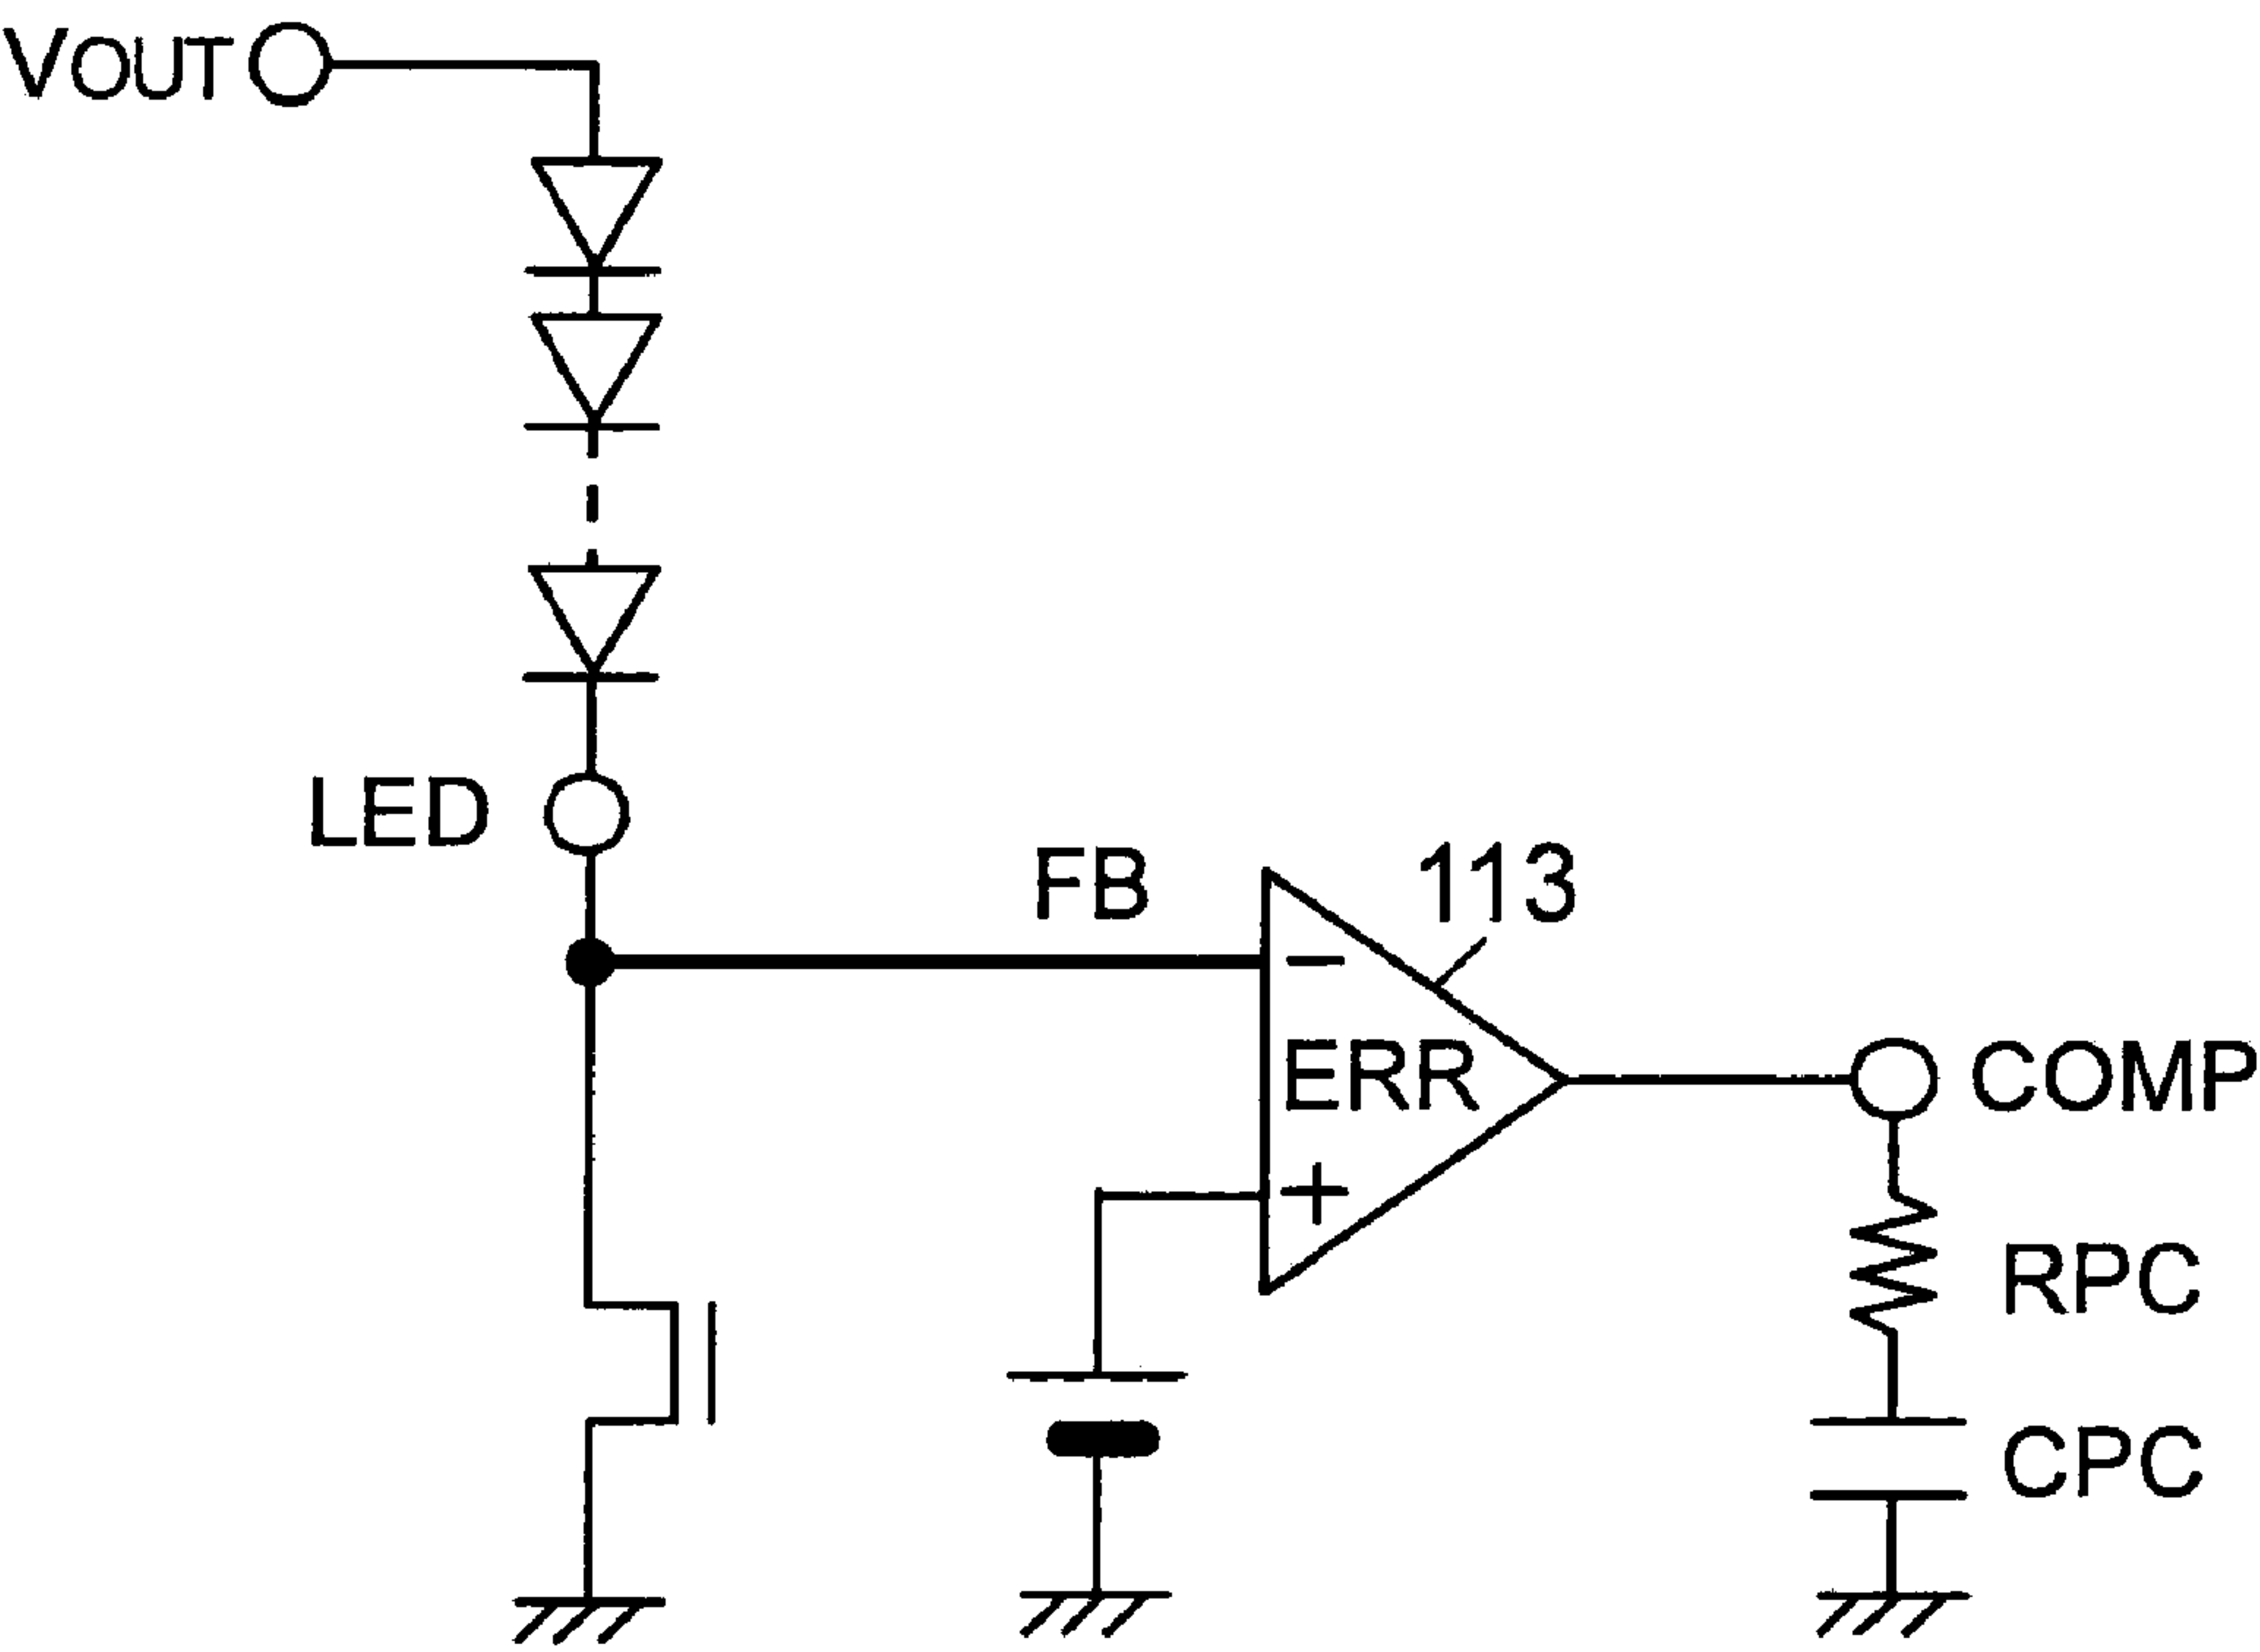 VOUT
LED
FB
113
−
ERR
+
COMP
RPC
CPC